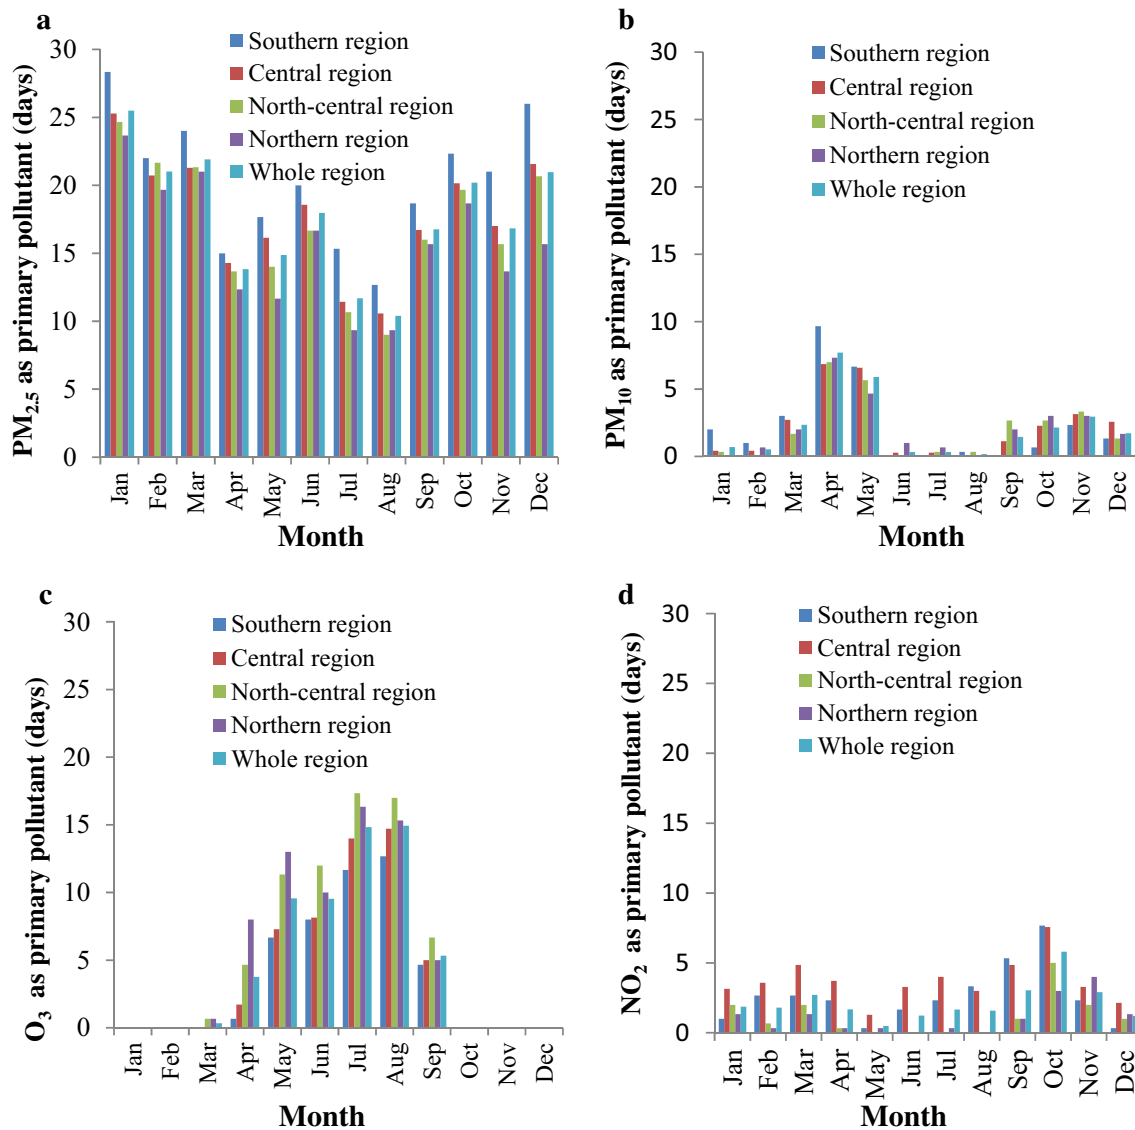 a
PM2.5 as primary pollutant (days)
30
25
20
15
10
5
0
Southern region
Central region
North-central region
Northern region
Whole region
Jan
Feb
Mar
Apr
May
Jun
Jul
Aug
Sep
Oct
Nov
Dec
Month
b
PM10 as primary pollutant (days)
30
25
20
15
10
5
0
Southern region
Central region
North-central region
Northern region
Whole region
Jan
Feb
Mar
Apr
May
Jun
Jul
Aug
Sep
Oct
Nov
Dec
Month
c
O3 as primary pollutant (days)
30
25
20
15
10
5
0
Southern region
Central region
North-central region
Northern region
Whole region
Jan
Feb
Mar
Apr
May
Jun
Jul
Aug
Sep
Oct
Nov
Dec
Month
d
NO2 as primary pollutant (days)
30
25
20
15
10
5
0
Southern region
Central region
North-central region
Northern region
Whole region
Jan
Feb
Mar
Apr
May
Jun
Jul
Aug
Sep
Oct
Nov
Dec
Month